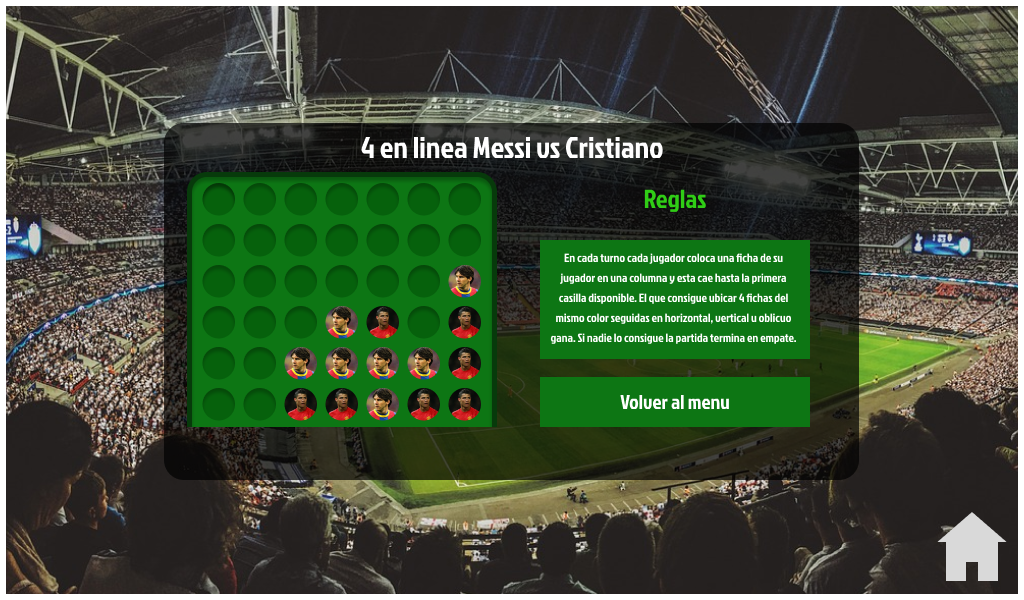 4 en linea Messi vs Cristiano
Reglas
En cada turno cada jugador coloca una ficha de su
jugador en una columna y esta cae hasta la primera
casilla disponible. El que consigue ubicar 4 fichas del
mismo color seguidas en horizontal, vertical u oblicuo
gana. Si nadie lo consigue la partida termina en empate.
Volver al menu